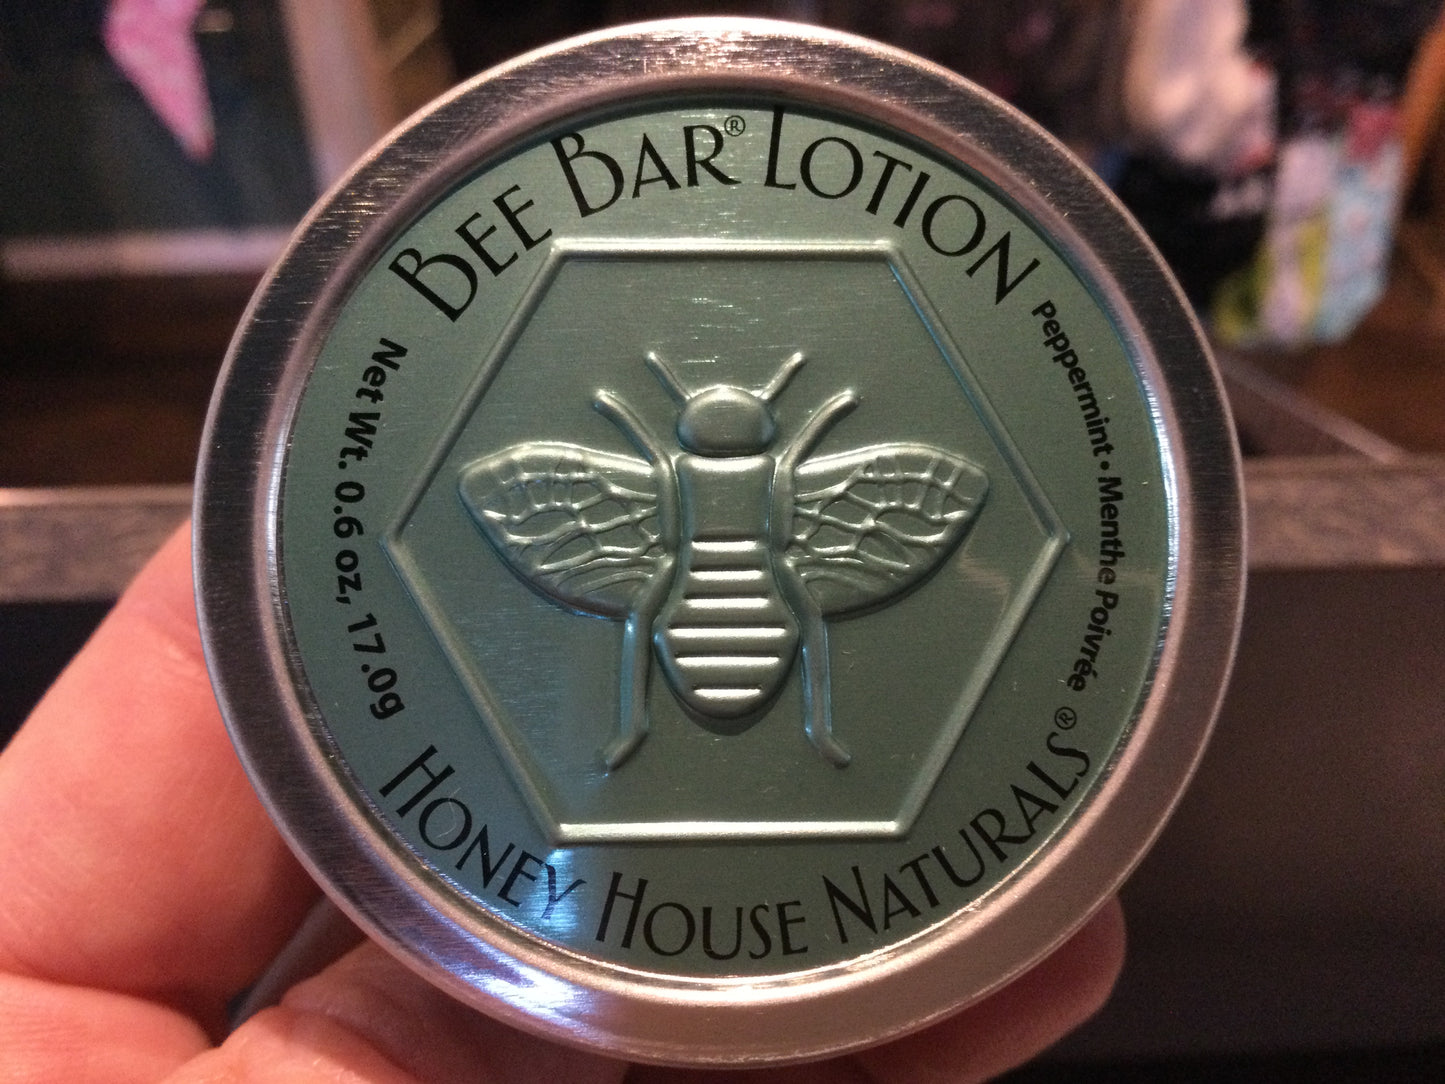 BEE BAR® LOTION
Peppermint • Menthe Poivrée
Net Wt. 0.6 oz, 17.0g
HONEY HOUSE NATURALS®